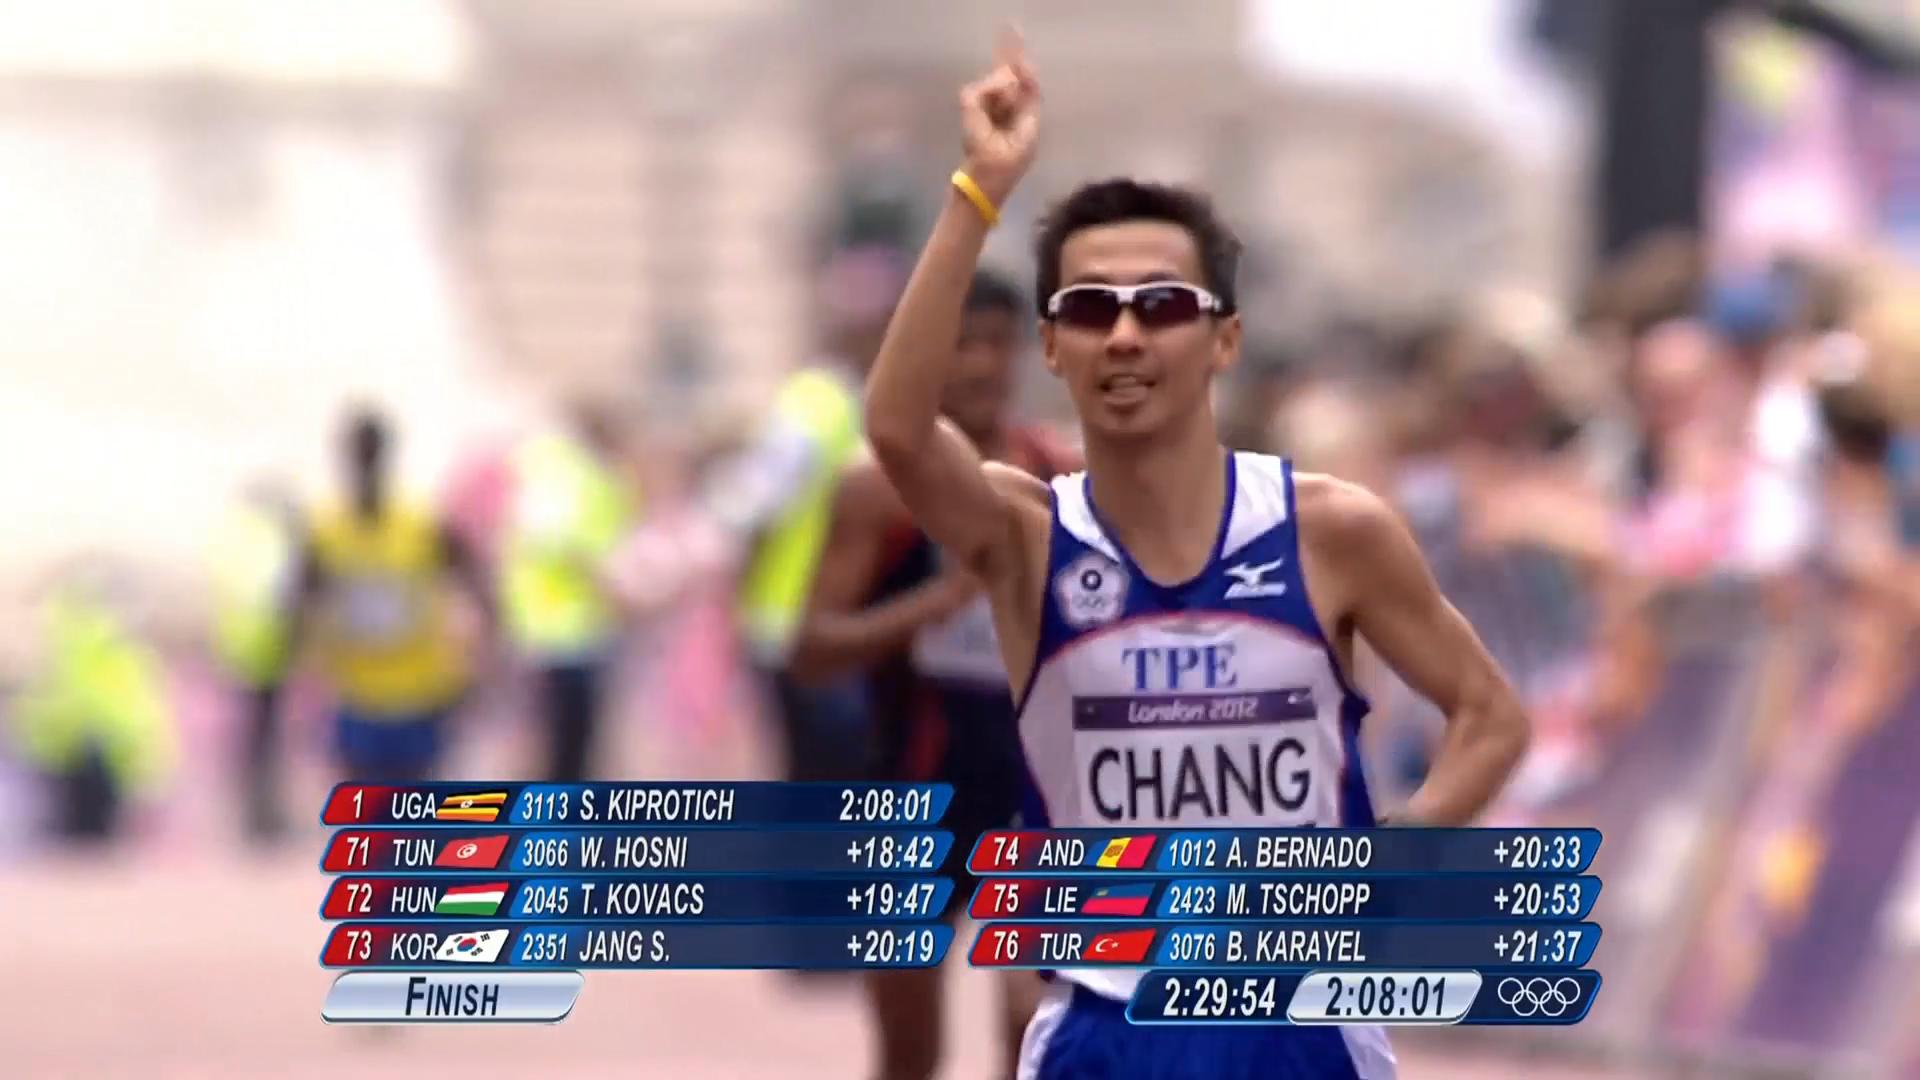 TPE
London 2012
CHANG
1 UGA 3113 S. KIPROTICH 2:08:01
71 TUN 3066 W. HOSNI +18:42
72 HUN 2045 T. KOVACS +19:47
73 KOR 2351 JANG S. +20:19
74 AND 1012 A. BERNADO +20:33
75 LIE 2423 M. TSCHOPP +20:53
76 TUR 3076 B. KARAYEL +21:37
FINISH
2:29:54 2:08:01